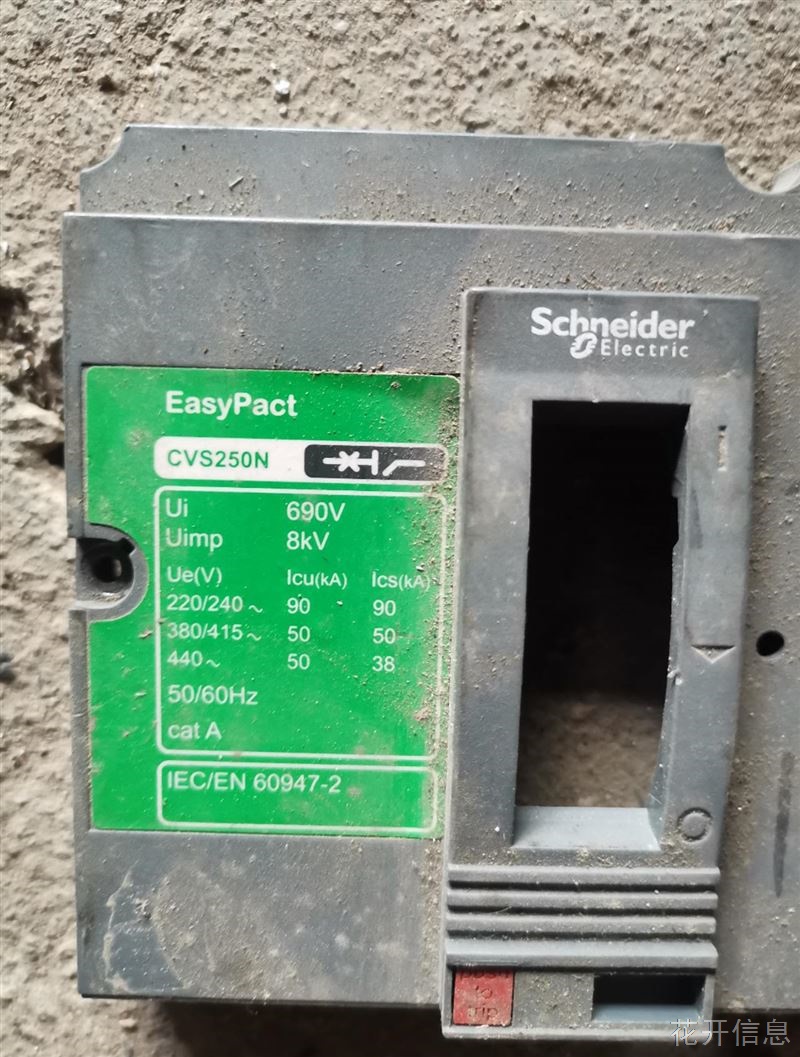 Schneider
Electric
EasyPact
CVS250N
Ui 690V
Uimp 8kV
Ue(V) Icu(kA) Ics(kA)
220/240 ~ 90 90
380/415 ~ 50 50
440 ~ 50 38
50/60Hz
cat A
IEC/EN 60947-2
to
花开信息